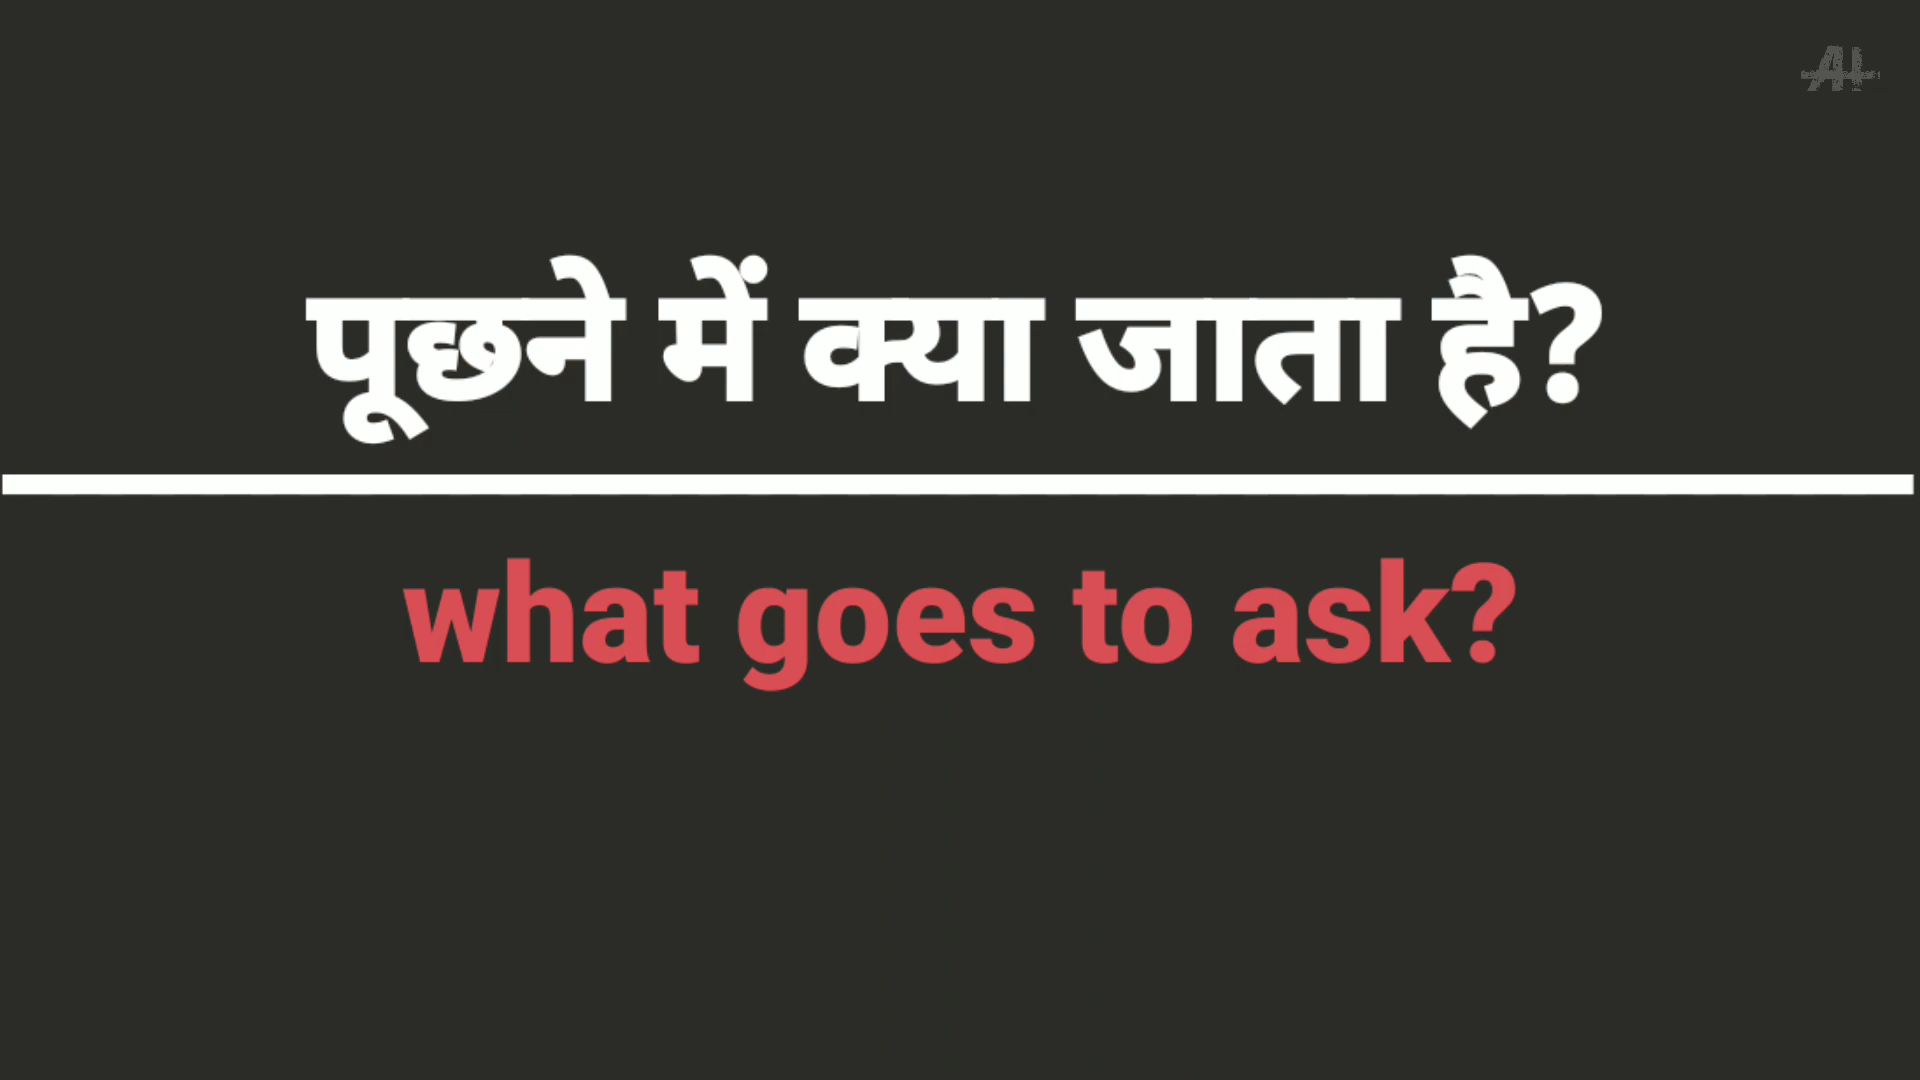 पूछने में क्या जाता है?
what goes to ask?